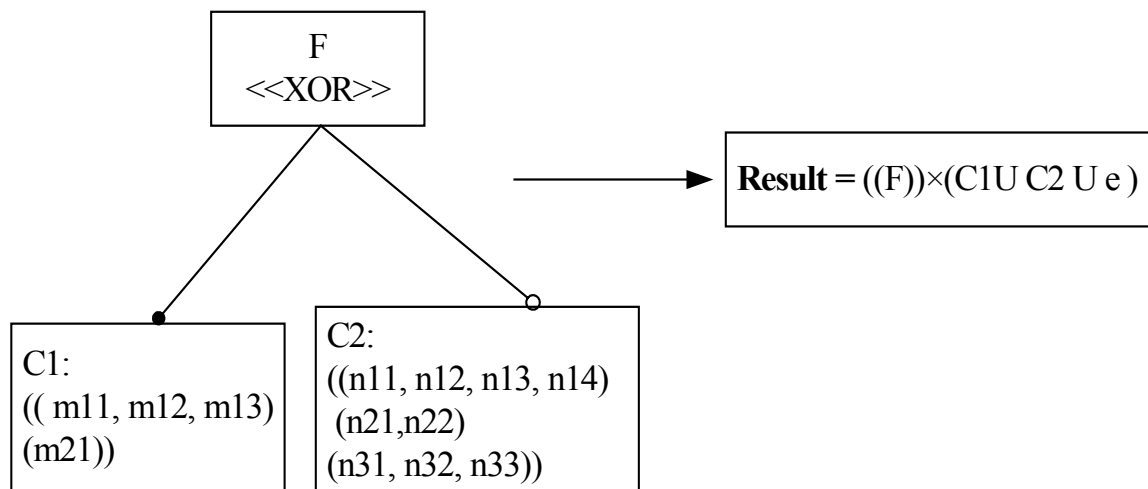 F
<<XOR>>
Result = ((F))×(C1U C2 U e )
C1:
(( m11, m12, m13)
(m21))
C2:
((n11, n12, n13, n14)
(n21,n22)
(n31, n32, n33))